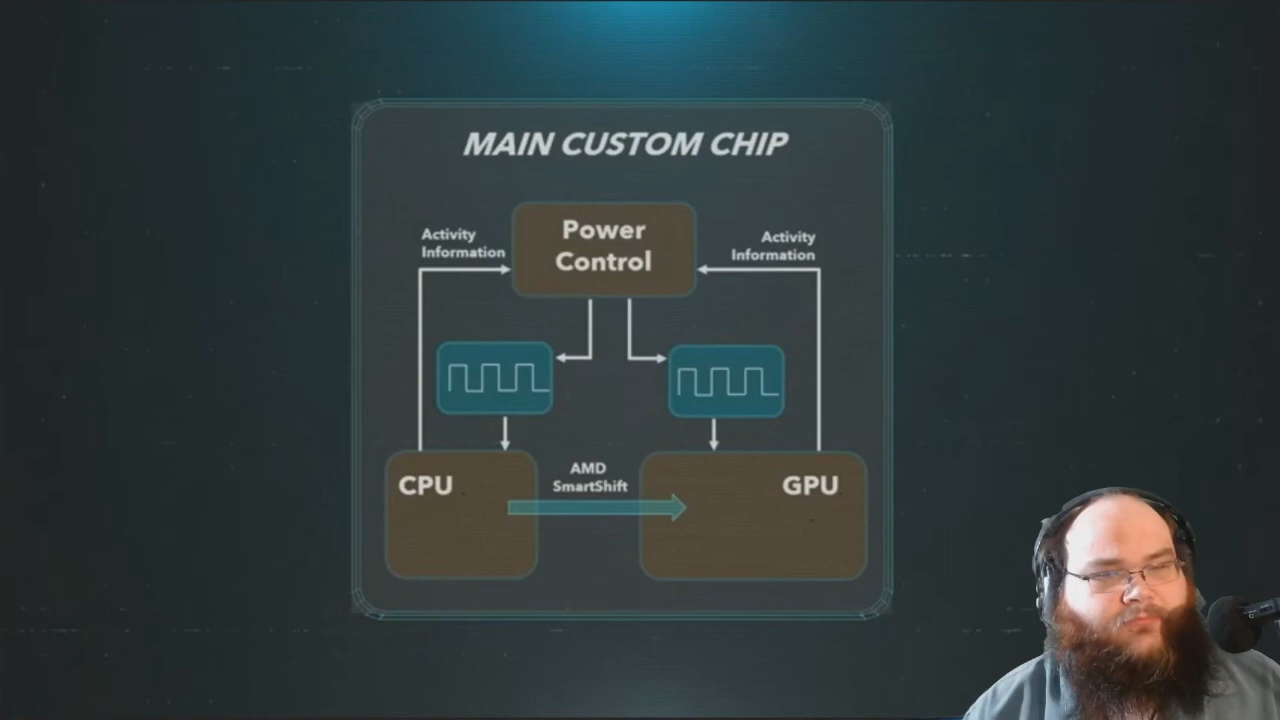 MAIN CUSTOM CHIP
Power
Control
Activity
Information
Activity
Information
AMD
SmartShift
CPU
GPU